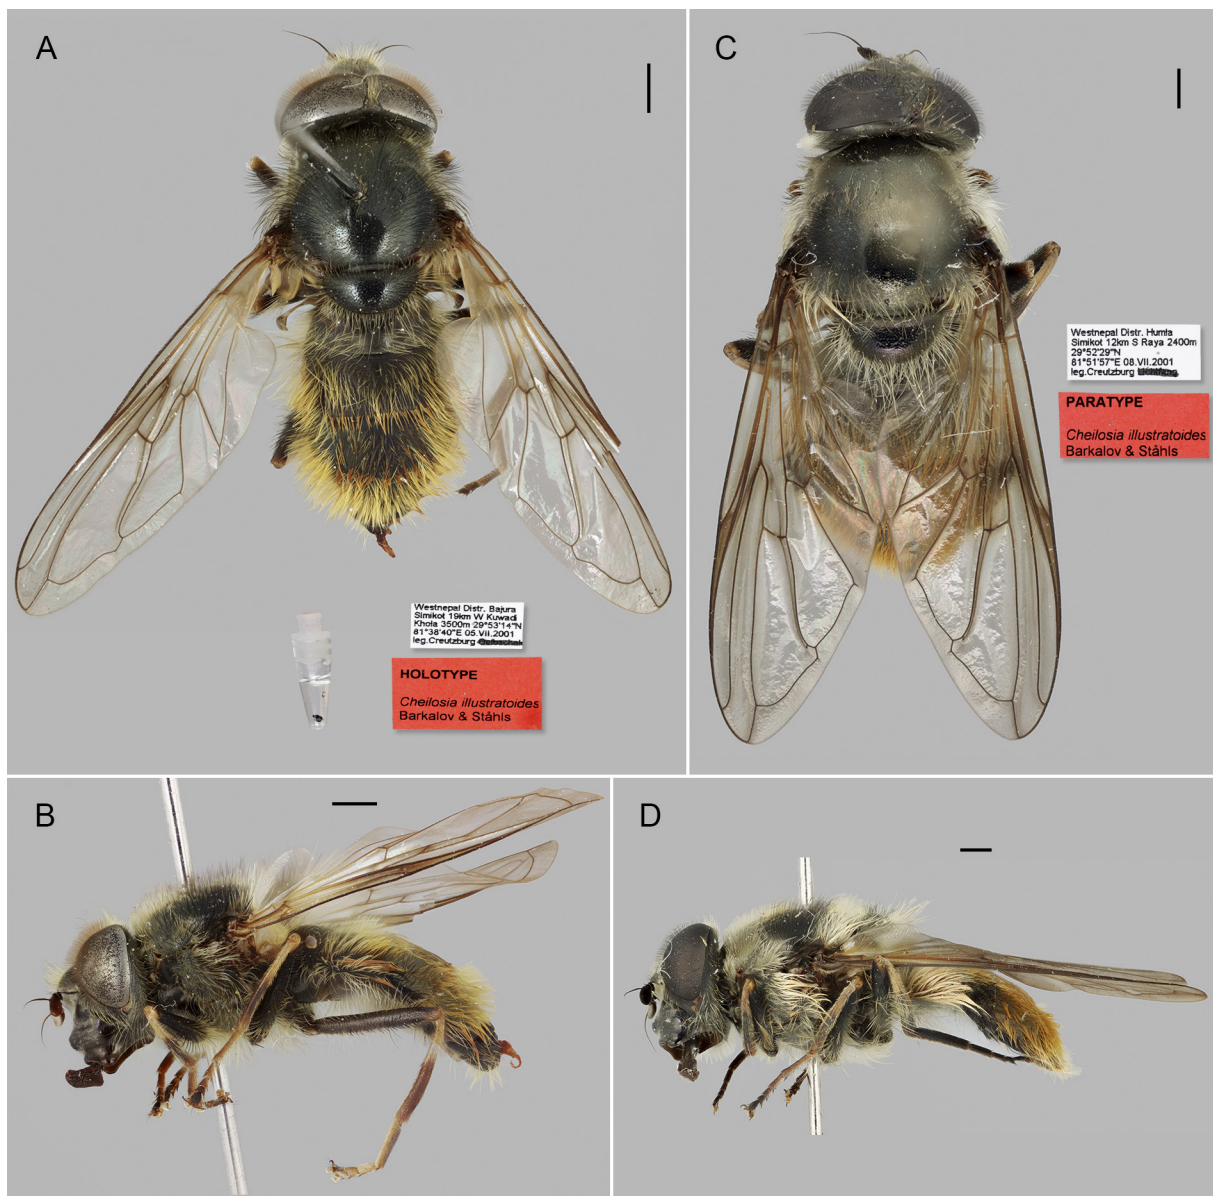 A
C
Westnepal Distr. Humla
Simikot 12km S Raya 2400m
29°52'29"N
81°51'57"E 08.VII.2001
leg.Creutzburg
PARATYPE
Cheilosia illustratoides
Barkalov & Ståhls
Westnepal Distr. Bajura
Simikot 19km W Kuwadi
Khola 3500m 29°53'14"N
81°38'40"E 05.VII.2001
leg.Creutzburg
HOLOTYPE
Cheilosia illustratoides
Barkalov & Ståhls
B
D